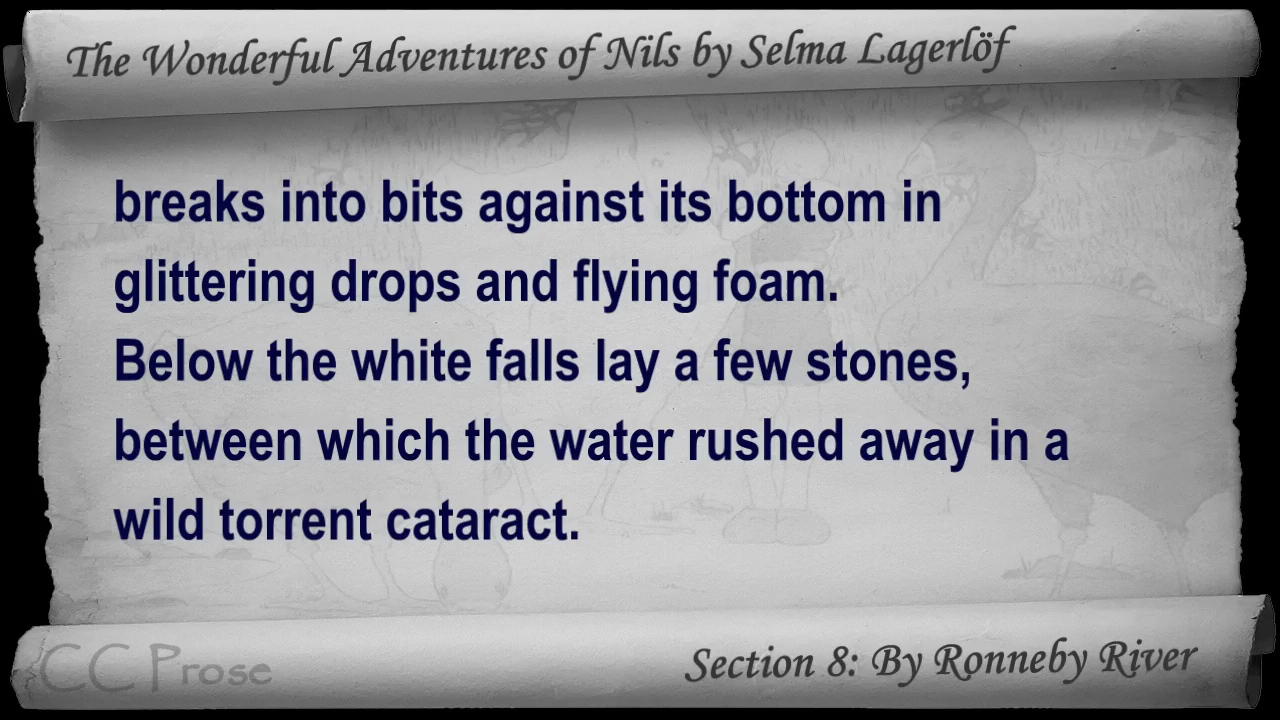 The Wonderful Adventures of Nils by Selma Lagerlöf
breaks into bits against its bottom in
glittering drops and flying foam.
Below the white falls lay a few stones,
between which the water rushed away in a
wild torrent cataract.
CC Prose
Section 8: By Ronneby River